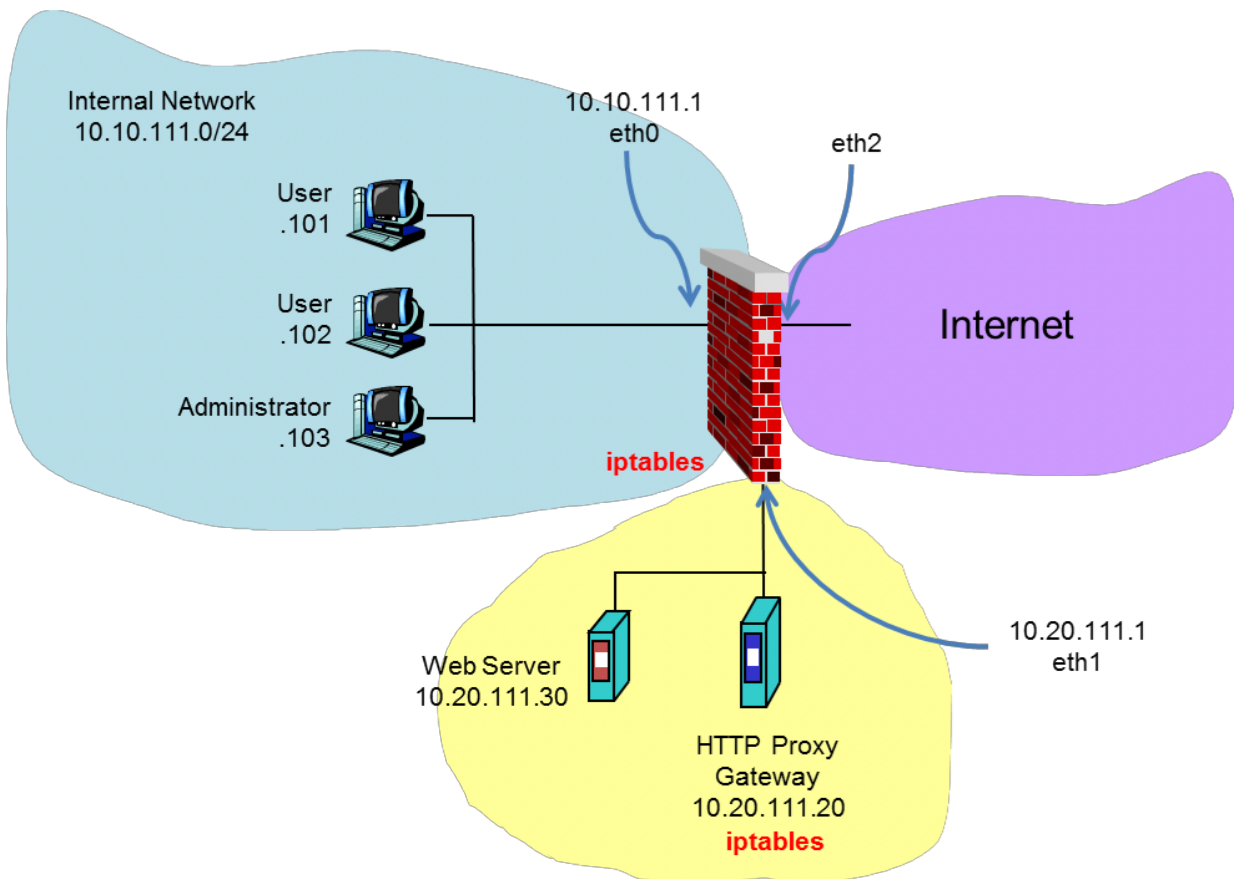 Internal Network
10.10.111.0/24
10.10.111.1
eth0
eth2
User
.101
User
.102
Administrator
.103
Internet
iptables
10.20.111.1
eth1
Web Server
10.20.111.30
HTTP Proxy
Gateway
10.20.111.20
iptables